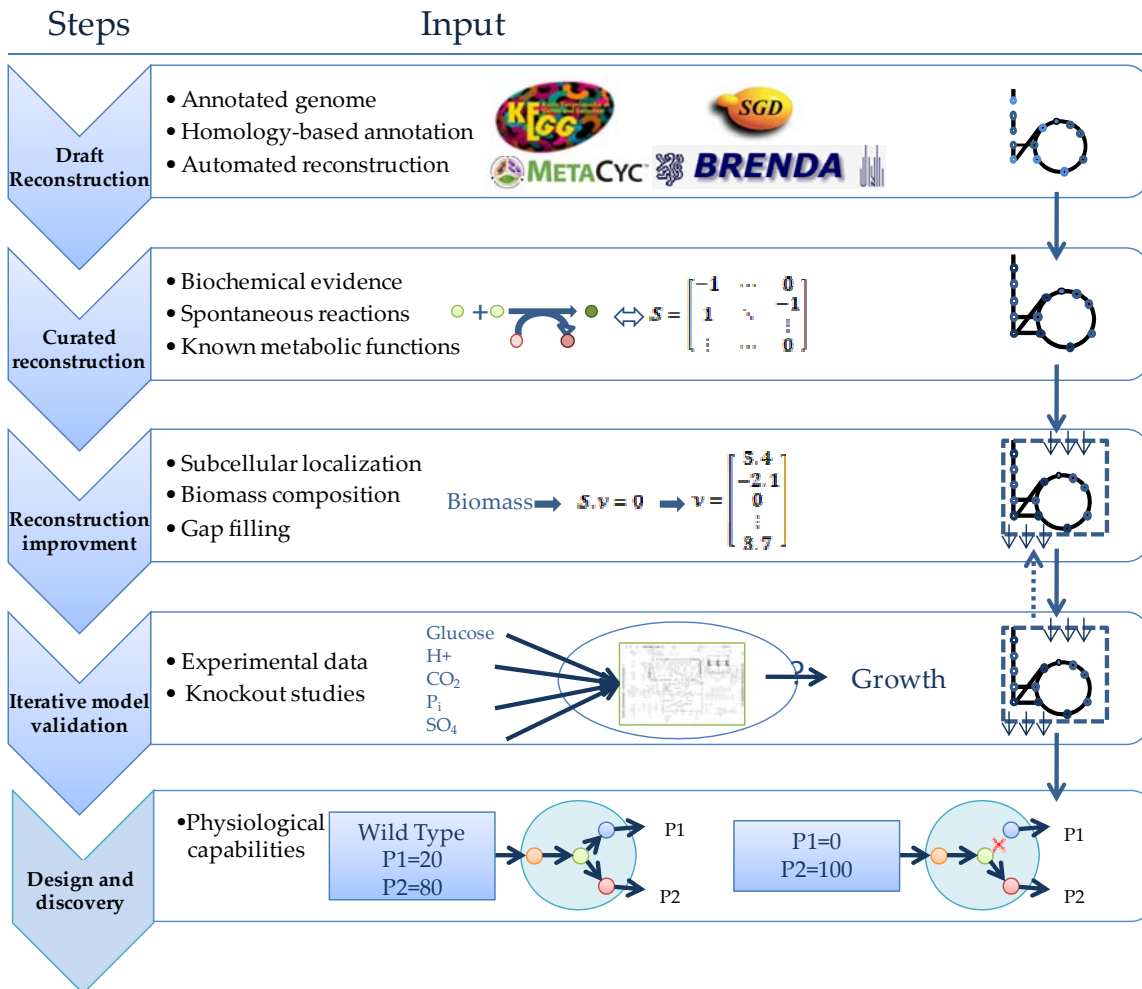 Steps
Input
Draft
Reconstruction
• Annotated genome
• Homology-based annotation
• Automated reconstruction
KEGG
SGD
METACYC
BRENDA
Curated
reconstruction
• Biochemical evidence
• Spontaneous reactions
• Known metabolic functions
+
⇔ S = [ −1 ⋯ 0
1 ⋱ −1
⋮
⋮ ⋯ 0 ]
Reconstruction
improvment
• Subcellular localization
• Biomass composition
• Gap filling
Biomass
S.v = 0
v = [ 5.4
−2.1
0
⋮
3.7 ]
Iterative model
validation
• Experimental data
• Knockout studies
Glucose
H+
CO₂
Pᵢ
SO₄
?
Growth
Design and
discovery
•Physiological
capabilities
Wild Type
P1=20
P2=80
P1
P2
P1=0
P2=100
P1
P2